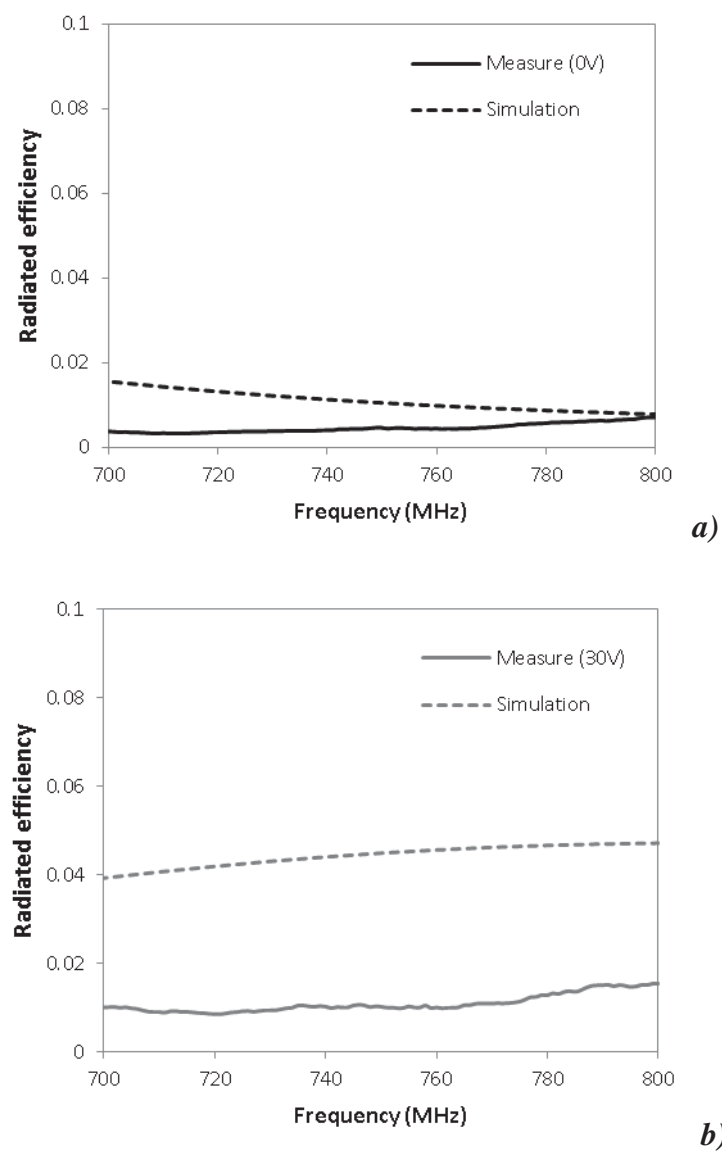 0.1
Measure (0V)
0.08
Simulation
0.06
Radiated efficiency
0.04
0.02
0
700 720 740 760 780 800
Frequency (MHz)
a)
0.1
Measure (30V)
0.08
Simulation
0.06
Radiated efficiency
0.04
0.02
0
700 720 740 760 780 800
Frequency (MHz)
b)